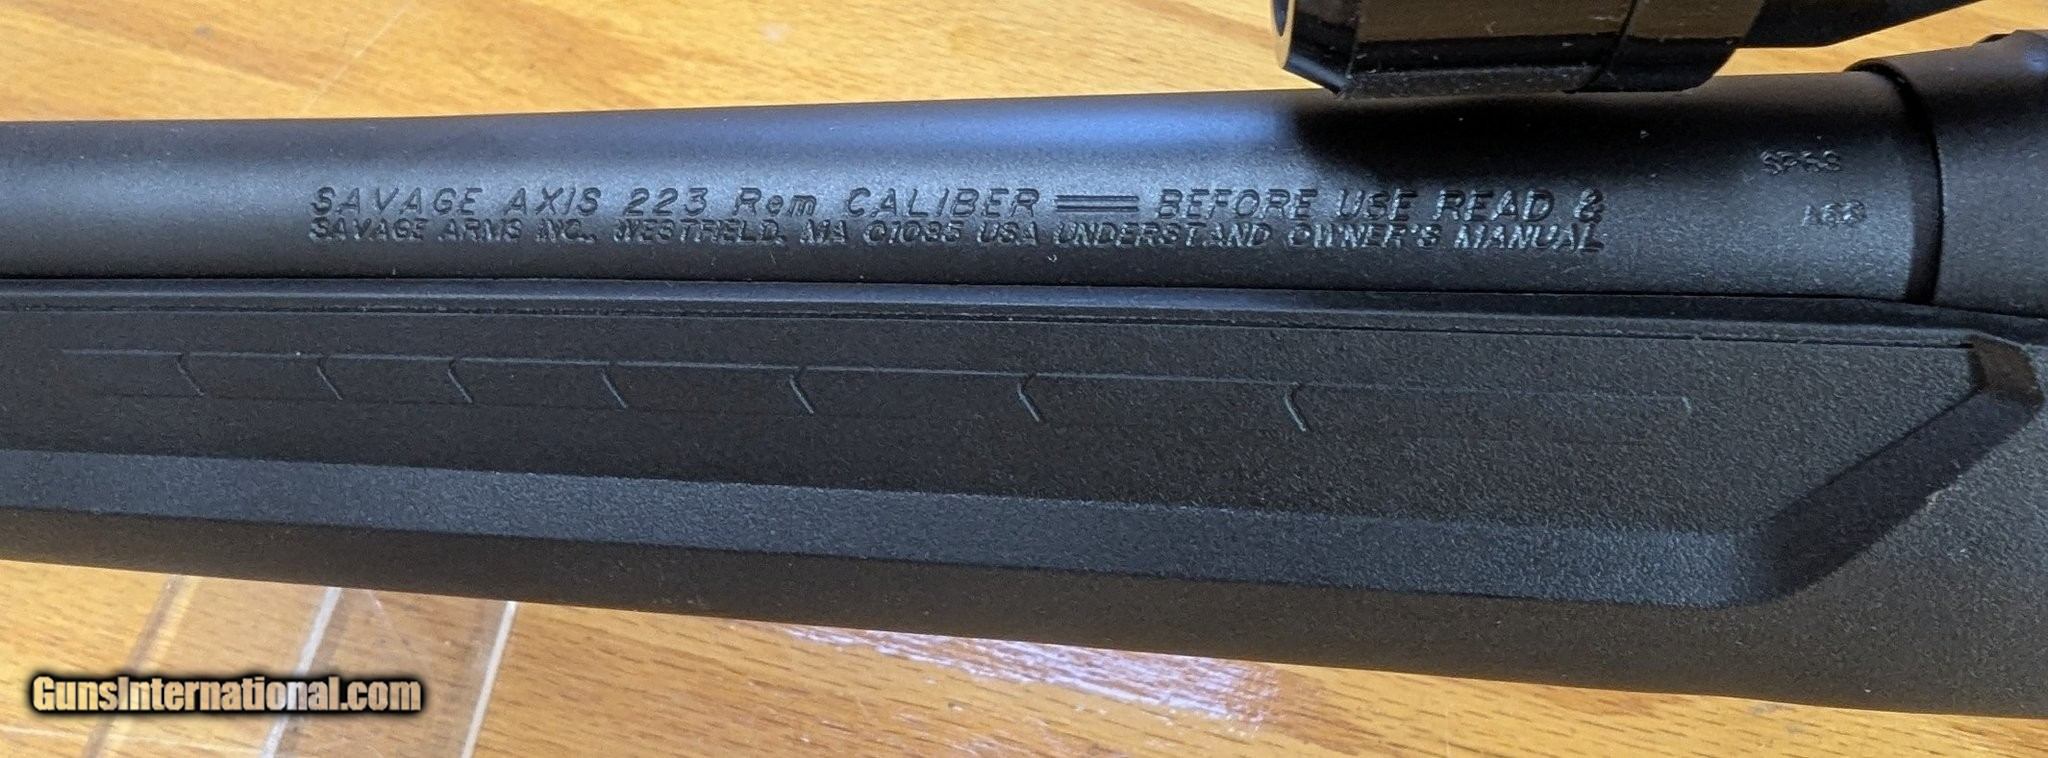 SAVAGE AXIS 223 Rem CALIBER BEFORE USE READ &
SAVAGE ARMS INC., WESTFIELD, MA 01085 USA UNDERSTAND OWNER'S MANUAL
GunsInternational.com